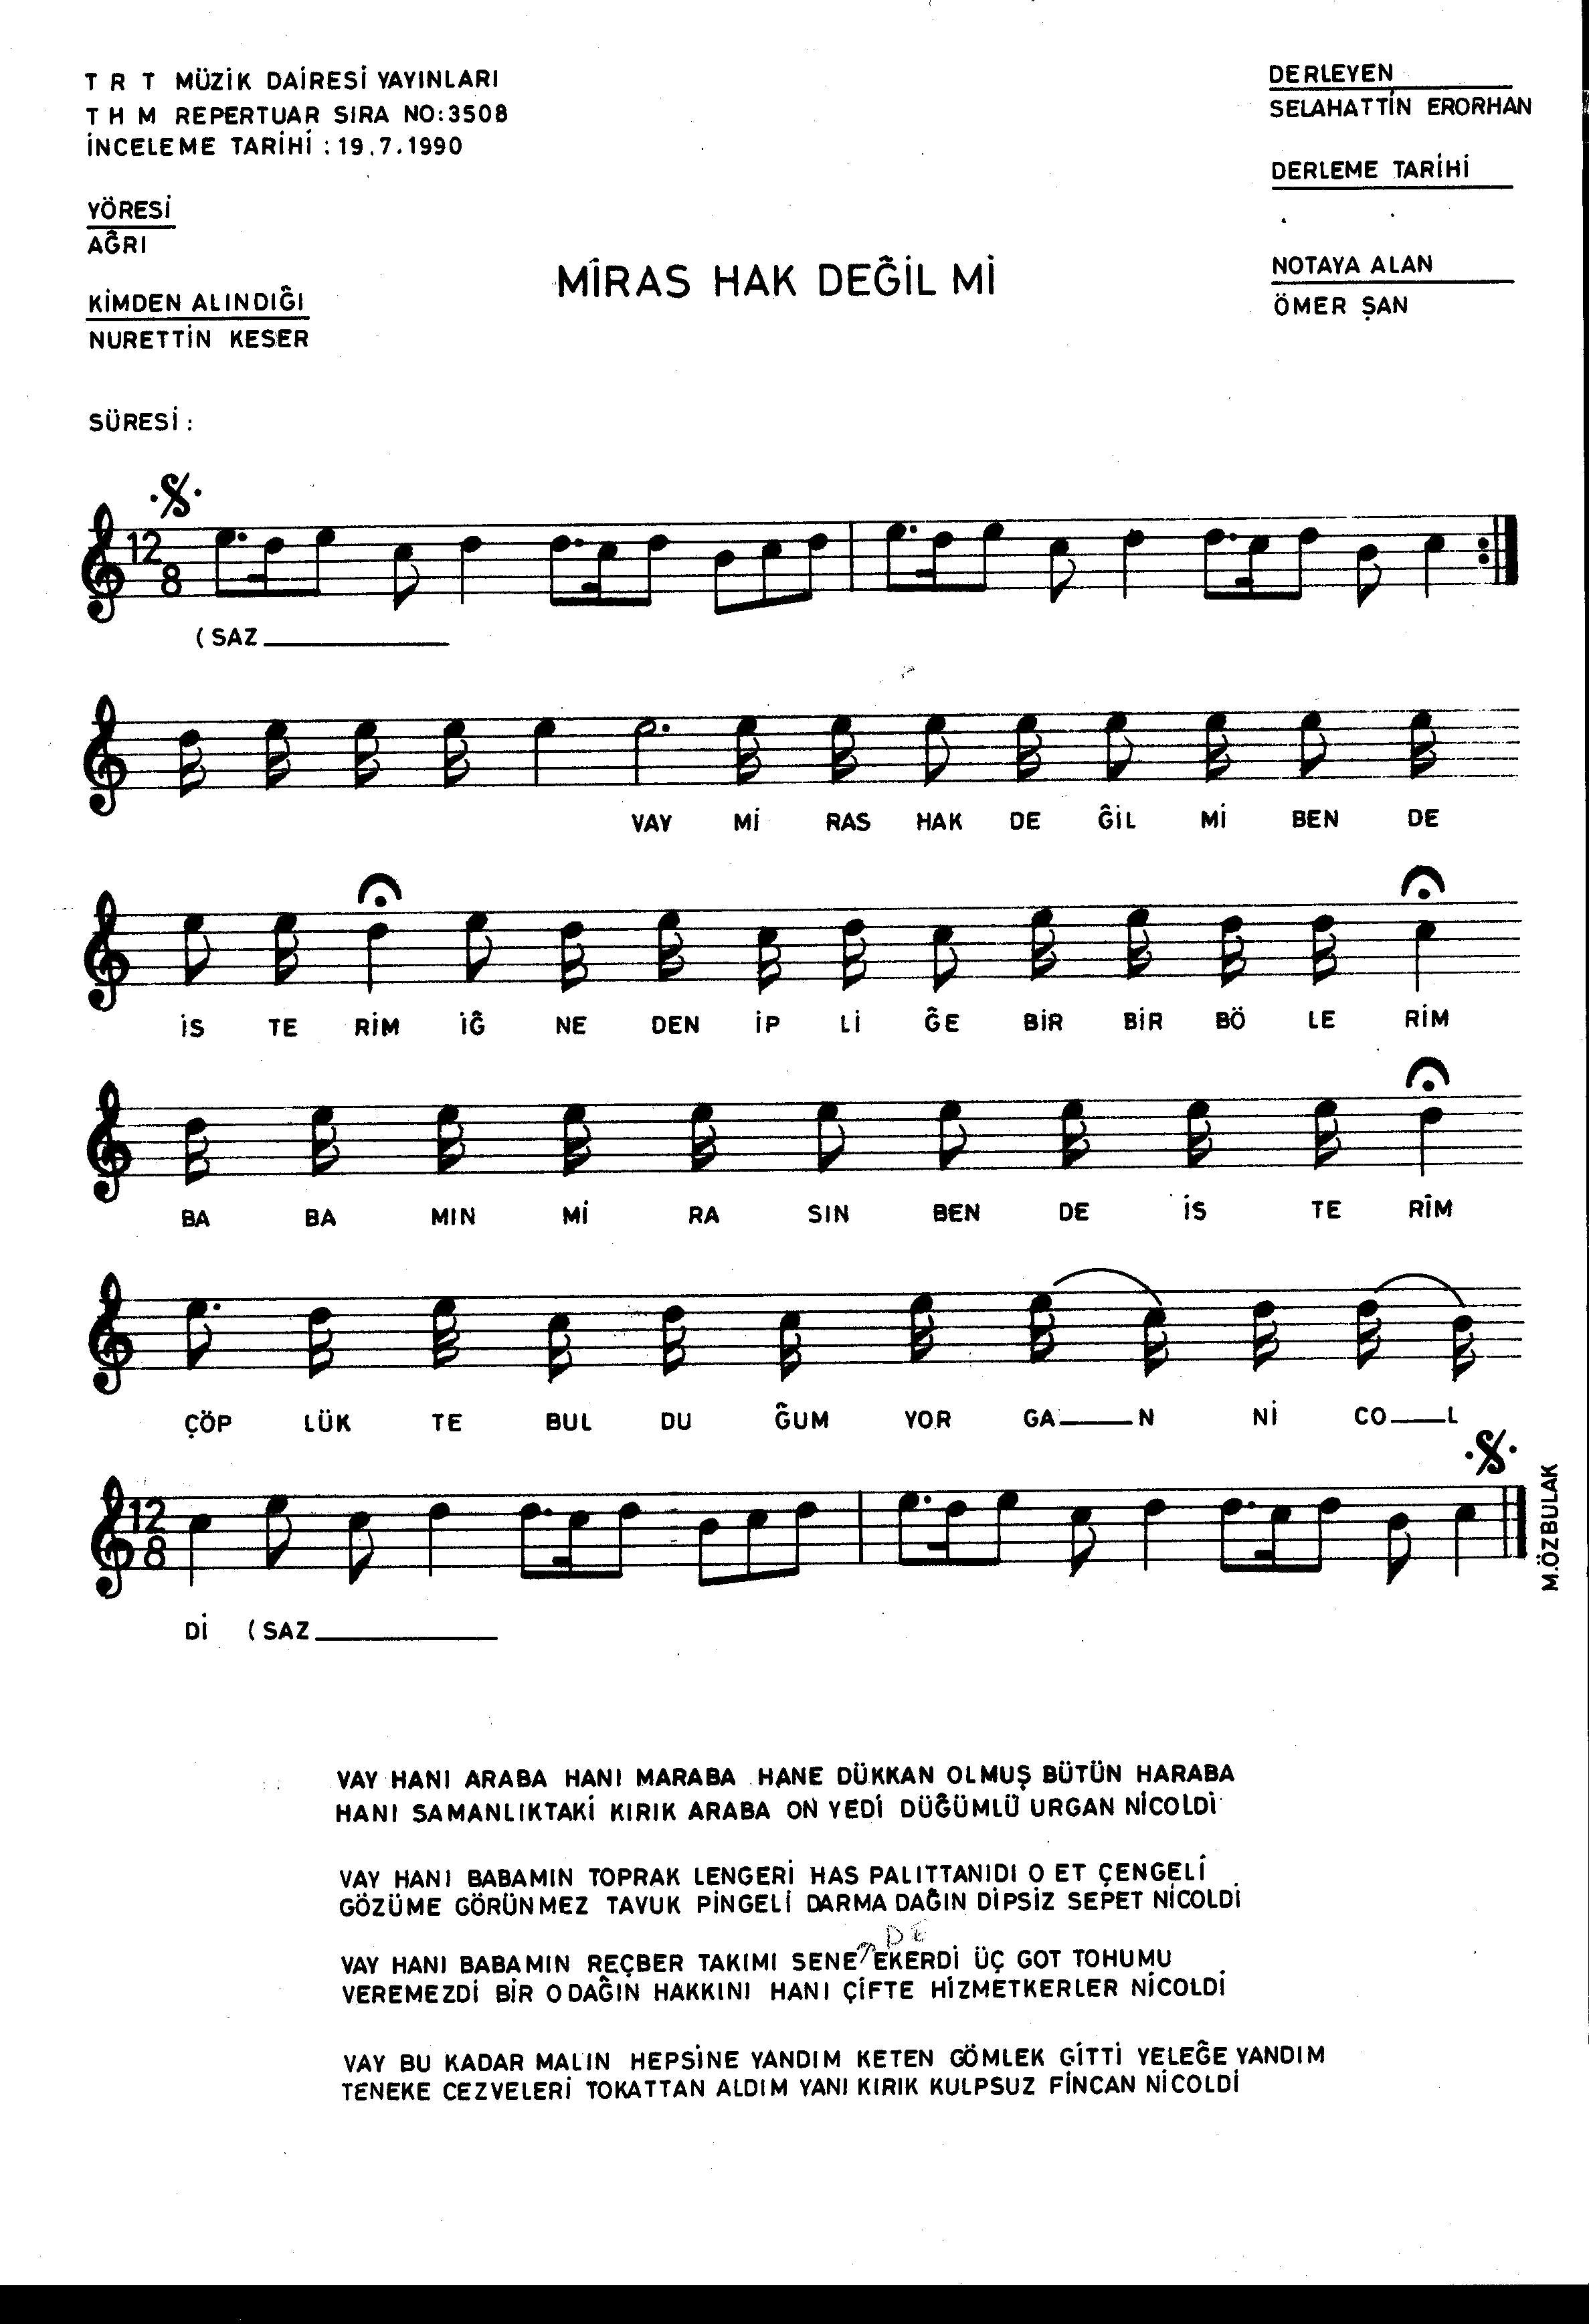 T R T MÜZİK DAİRESİ YAYINLARI
T H M REPERTUAR SIRA NO:3508
İNCELEME TARİHİ : 19.7.1990
DERLEYEN
SELAHATTİN ERORHAN
DERLEME TARİHİ
YÖRESİ
AĞRI
MİRAS HAK DEĞİL Mİ
NOTAYA ALAN
ÖMER ŞAN
KİMDEN ALINDIĞI
NURETTİN KESER
SÜRESİ :
12
8
(SAZ
VAY Mİ RAS HAK DE ĞİL Mİ BEN DE
İS TE RİM İĞ NE DEN İP Lİ ĞE BİR BİR BÖ LE RİM
BA BA MIN Mİ RA SIN BEN DE İS TE RİM
ÇÖP LÜK TE BUL DU ĞUM YOR GA N Nİ CO L
12
8
M.ÖZBULAK
Dİ (SAZ
VAY HANI ARABA HANI MARABA HANE DÜKKAN OLMUŞ BÜTÜN HARABA
HANI SAMANLIKTAKİ KIRIK ARABA ON YEDİ DÜĞÜMLÜ URGAN NİCOLDİ
VAY HANI BABAMIN TOPRAK LENGERİ HAS PALITTANIDI O ET ÇENGELİ
GÖZÜME GÖRÜNMEZ TAVUK PİNGELİ DARMA DAĞIN DİPSİZ SEPET NİCOLDİ
DE
VAY HANI BABAMIN REÇBER TAKIMI SENE EKERDİ ÜÇ GOT TOHUMU
VEREMEZDİ BİR ODAĞIN HAKKINI HANI ÇİFTE HİZMETKERLER NİCOLDİ
VAY BU KADAR MALIN HEPSİNE YANDIM KETEN GÖMLEK GİTTİ YELEĞE YANDIM
TENEKE CEZVELERİ TOKATTAN ALDIM YANI KIRIK KULPSUZ FİNCAN NİCOLDİ